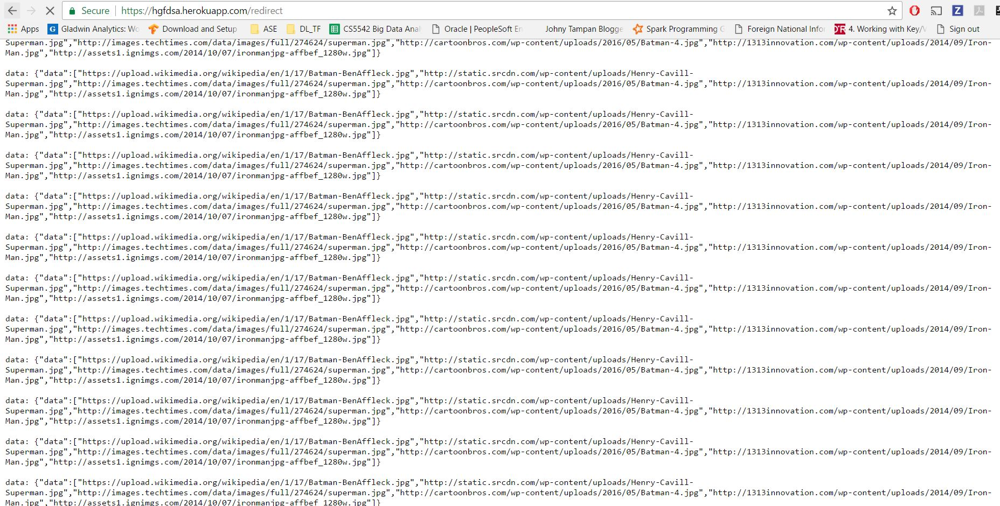 Secure https://hgfdsa.herokuapp.com/redirect
Apps G Gladwin Analytics: Wo Download and Setup ASE DL_TF CS5542 Big Data Anal Oracle | PeopleSoft En Johny Tampan Blogge Spark Programming G Foreign National Infor 4. Working with Key/V Sign out
Superman.jpg","http://images.techtimes.com/data/images/full/274624/superman.jpg","http://cartoonbros.com/wp-content/uploads/2016/05/Batman-4.jpg","http://1313innovation.com/wp-content/uploads/2014/09/Iron-
Man.jpg","http://assets1.ignimgs.com/2014/10/07/ironmanjpg-affbef_1280w.jpg"]}
data: {"data":["https://upload.wikimedia.org/wikipedia/en/1/17/Batman-BenAffleck.jpg","http://static.srcdn.com/wp-content/uploads/Henry-Cavill-
Superman.jpg","http://images.techtimes.com/data/images/full/274624/superman.jpg","http://cartoonbros.com/wp-content/uploads/2016/05/Batman-4.jpg","http://1313innovation.com/wp-content/uploads/2014/09/Iron-
Man.jpg","http://assets1.ignimgs.com/2014/10/07/ironmanjpg-affbef_1280w.jpg"]}
data: {"data":["https://upload.wikimedia.org/wikipedia/en/1/17/Batman-BenAffleck.jpg","http://static.srcdn.com/wp-content/uploads/Henry-Cavill-
Superman.jpg","http://images.techtimes.com/data/images/full/274624/superman.jpg","http://cartoonbros.com/wp-content/uploads/2016/05/Batman-4.jpg","http://1313innovation.com/wp-content/uploads/2014/09/Iron-
Man.jpg","http://assets1.ignimgs.com/2014/10/07/ironmanjpg-affbef_1280w.jpg"]}
data: {"data":["https://upload.wikimedia.org/wikipedia/en/1/17/Batman-BenAffleck.jpg","http://static.srcdn.com/wp-content/uploads/Henry-Cavill-
Superman.jpg","http://images.techtimes.com/data/images/full/274624/superman.jpg","http://cartoonbros.com/wp-content/uploads/2016/05/Batman-4.jpg","http://1313innovation.com/wp-content/uploads/2014/09/Iron-
Man.jpg","http://assets1.ignimgs.com/2014/10/07/ironmanjpg-affbef_1280w.jpg"]}
data: {"data":["https://upload.wikimedia.org/wikipedia/en/1/17/Batman-BenAffleck.jpg","http://static.srcdn.com/wp-content/uploads/Henry-Cavill-
Superman.jpg","http://images.techtimes.com/data/images/full/274624/superman.jpg","http://cartoonbros.com/wp-content/uploads/2016/05/Batman-4.jpg","http://1313innovation.com/wp-content/uploads/2014/09/Iron-
Man.jpg","http://assets1.ignimgs.com/2014/10/07/ironmanjpg-affbef_1280w.jpg"]}
data: {"data":["https://upload.wikimedia.org/wikipedia/en/1/17/Batman-BenAffleck.jpg","http://static.srcdn.com/wp-content/uploads/Henry-Cavill-
Superman.jpg","http://images.techtimes.com/data/images/full/274624/superman.jpg","http://cartoonbros.com/wp-content/uploads/2016/05/Batman-4.jpg","http://1313innovation.com/wp-content/uploads/2014/09/Iron-
Man.jpg","http://assets1.ignimgs.com/2014/10/07/ironmanjpg-affbef_1280w.jpg"]}
data: {"data":["https://upload.wikimedia.org/wikipedia/en/1/17/Batman-BenAffleck.jpg","http://static.srcdn.com/wp-content/uploads/Henry-Cavill-
Superman.jpg","http://images.techtimes.com/data/images/full/274624/superman.jpg","http://cartoonbros.com/wp-content/uploads/2016/05/Batman-4.jpg","http://1313innovation.com/wp-content/uploads/2014/09/Iron-
Man.jpg","http://assets1.ignimgs.com/2014/10/07/ironmanjpg-affbef_1280w.jpg"]}
data: {"data":["https://upload.wikimedia.org/wikipedia/en/1/17/Batman-BenAffleck.jpg","http://static.srcdn.com/wp-content/uploads/Henry-Cavill-
Superman.jpg","http://images.techtimes.com/data/images/full/274624/superman.jpg","http://cartoonbros.com/wp-content/uploads/2016/05/Batman-4.jpg","http://1313innovation.com/wp-content/uploads/2014/09/Iron-
Man.jpg","http://assets1.ignimgs.com/2014/10/07/ironmanjpg-affbef_1280w.jpg"]}
data: {"data":["https://upload.wikimedia.org/wikipedia/en/1/17/Batman-BenAffleck.jpg","http://static.srcdn.com/wp-content/uploads/Henry-Cavill-
Superman.jpg","http://images.techtimes.com/data/images/full/274624/superman.jpg","http://cartoonbros.com/wp-content/uploads/2016/05/Batman-4.jpg","http://1313innovation.com/wp-content/uploads/2014/09/Iron-
Man.jpg","http://assets1.ignimgs.com/2014/10/07/ironmanjpg-affbef_1280w.jpg"]}
data: {"data":["https://upload.wikimedia.org/wikipedia/en/1/17/Batman-BenAffleck.jpg","http://static.srcdn.com/wp-content/uploads/Henry-Cavill-
Superman.jpg","http://images.techtimes.com/data/images/full/274624/superman.jpg","http://cartoonbros.com/wp-content/uploads/2016/05/Batman-4.jpg","http://1313innovation.com/wp-content/uploads/2014/09/Iron-
Man.jpg","http://assets1.ignimgs.com/2014/10/07/ironmanjpg-affbef_1280w.jpg"]}
data: {"data":["https://upload.wikimedia.org/wikipedia/en/1/17/Batman-BenAffleck.jpg","http://static.srcdn.com/wp-content/uploads/Henry-Cavill-
Superman.jpg","http://images.techtimes.com/data/images/full/274624/superman.jpg","http://cartoonbros.com/wp-content/uploads/2016/05/Batman-4.jpg","http://1313innovation.com/wp-content/uploads/2014/09/Iron-
Man.jpg","http://assets1.ignimgs.com/2014/10/07/ironmanjpg-affbef_1280w.jpg"]}
data: {"data":["https://upload.wikimedia.org/wikipedia/en/1/17/Batman-BenAffleck.jpg","http://static.srcdn.com/wp-content/uploads/Henry-Cavill-
Superman.jpg","http://images.techtimes.com/data/images/full/274624/superman.jpg","http://cartoonbros.com/wp-content/uploads/2016/05/Batman-4.jpg","http://1313innovation.com/wp-content/uploads/2014/09/Iron-
Man.jpg","http://assets1.ignimgs.com/2014/10/07/ironmanjpg-affbef_1280w.jpg"]}